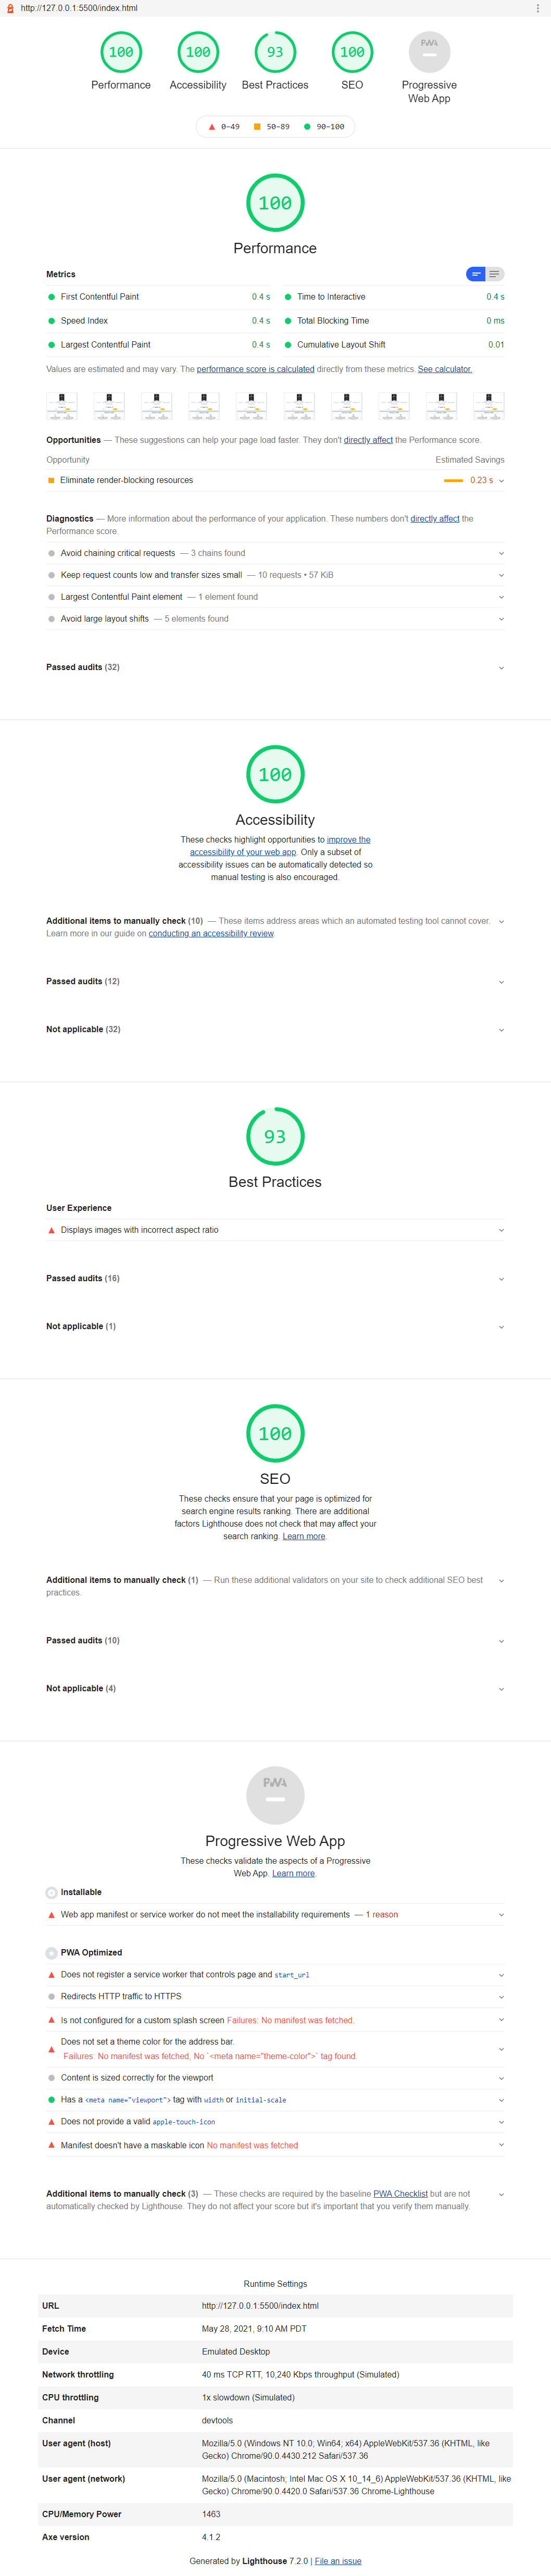 http://127.0.0.1:5500/index.html
100
100
93
100
PWA
Performance
Accessibility
Best Practices
SEO
Progressive
Web App
0–49
50–89
90–100
100
Performance
Metrics
First Contentful Paint
0.4 s
Time to Interactive
0.4 s
Speed Index
0.4 s
Total Blocking Time
0 ms
Largest Contentful Paint
0.4 s
Cumulative Layout Shift
0.01
Values are estimated and may vary. The performance score is calculated directly from these metrics. See calculator.
Opportunities — These suggestions can help your page load faster. They don't directly affect the Performance score.
Opportunity
Estimated Savings
Eliminate render-blocking resources
0.23 s
Diagnostics — More information about the performance of your application. These numbers don't directly affect the
Performance score.
Avoid chaining critical requests — 3 chains found
Keep request counts low and transfer sizes small — 10 requests • 57 KiB
Largest Contentful Paint element — 1 element found
Avoid large layout shifts — 5 elements found
Passed audits (32)
100
Accessibility
These checks highlight opportunities to improve the
accessibility of your web app. Only a subset of
accessibility issues can be automatically detected so
manual testing is also encouraged.
Additional items to manually check (10) — These items address areas which an automated testing tool cannot cover.
Learn more in our guide on conducting an accessibility review.
Passed audits (12)
Not applicable (32)
93
Best Practices
User Experience
Displays images with incorrect aspect ratio
Passed audits (16)
Not applicable (1)
100
SEO
These checks ensure that your page is optimized for
search engine results ranking. There are additional
factors Lighthouse does not check that may affect your
search ranking. Learn more.
Additional items to manually check (1) — Run these additional validators on your site to check additional SEO best
practices.
Passed audits (10)
Not applicable (4)
PWA
Progressive Web App
These checks validate the aspects of a Progressive
Web App. Learn more.
Installable
Web app manifest or service worker do not meet the installability requirements — 1 reason
PWA Optimized
Does not register a service worker that controls page and start_url
Redirects HTTP traffic to HTTPS
Is not configured for a custom splash screen Failures: No manifest was fetched.
Does not set a theme color for the address bar.
Failures: No manifest was fetched, No `<meta name="theme-color">` tag found.
Content is sized correctly for the viewport
Has a <meta name="viewport"> tag with width or initial-scale
Does not provide a valid apple-touch-icon
Manifest doesn't have a maskable icon No manifest was fetched
Additional items to manually check (3) — These checks are required by the baseline PWA Checklist but are not
automatically checked by Lighthouse. They do not affect your score but it's important that you verify them manually.
Runtime Settings
URL
http://127.0.0.1:5500/index.html
Fetch Time
May 28, 2021, 9:10 AM PDT
Device
Emulated Desktop
Network throttling
40 ms TCP RTT, 10,240 Kbps throughput (Simulated)
CPU throttling
1x slowdown (Simulated)
Channel
devtools
User agent (host)
Mozilla/5.0 (Windows NT 10.0; Win64; x64) AppleWebKit/537.36 (KHTML, like
Gecko) Chrome/90.0.4430.212 Safari/537.36
User agent (network)
Mozilla/5.0 (Macintosh; Intel Mac OS X 10_14_6) AppleWebKit/537.36 (KHTML, like
Gecko) Chrome/90.0.4420.0 Safari/537.36 Chrome-Lighthouse
CPU/Memory Power
1463
Axe version
4.1.2
Generated by Lighthouse 7.2.0 | File an issue